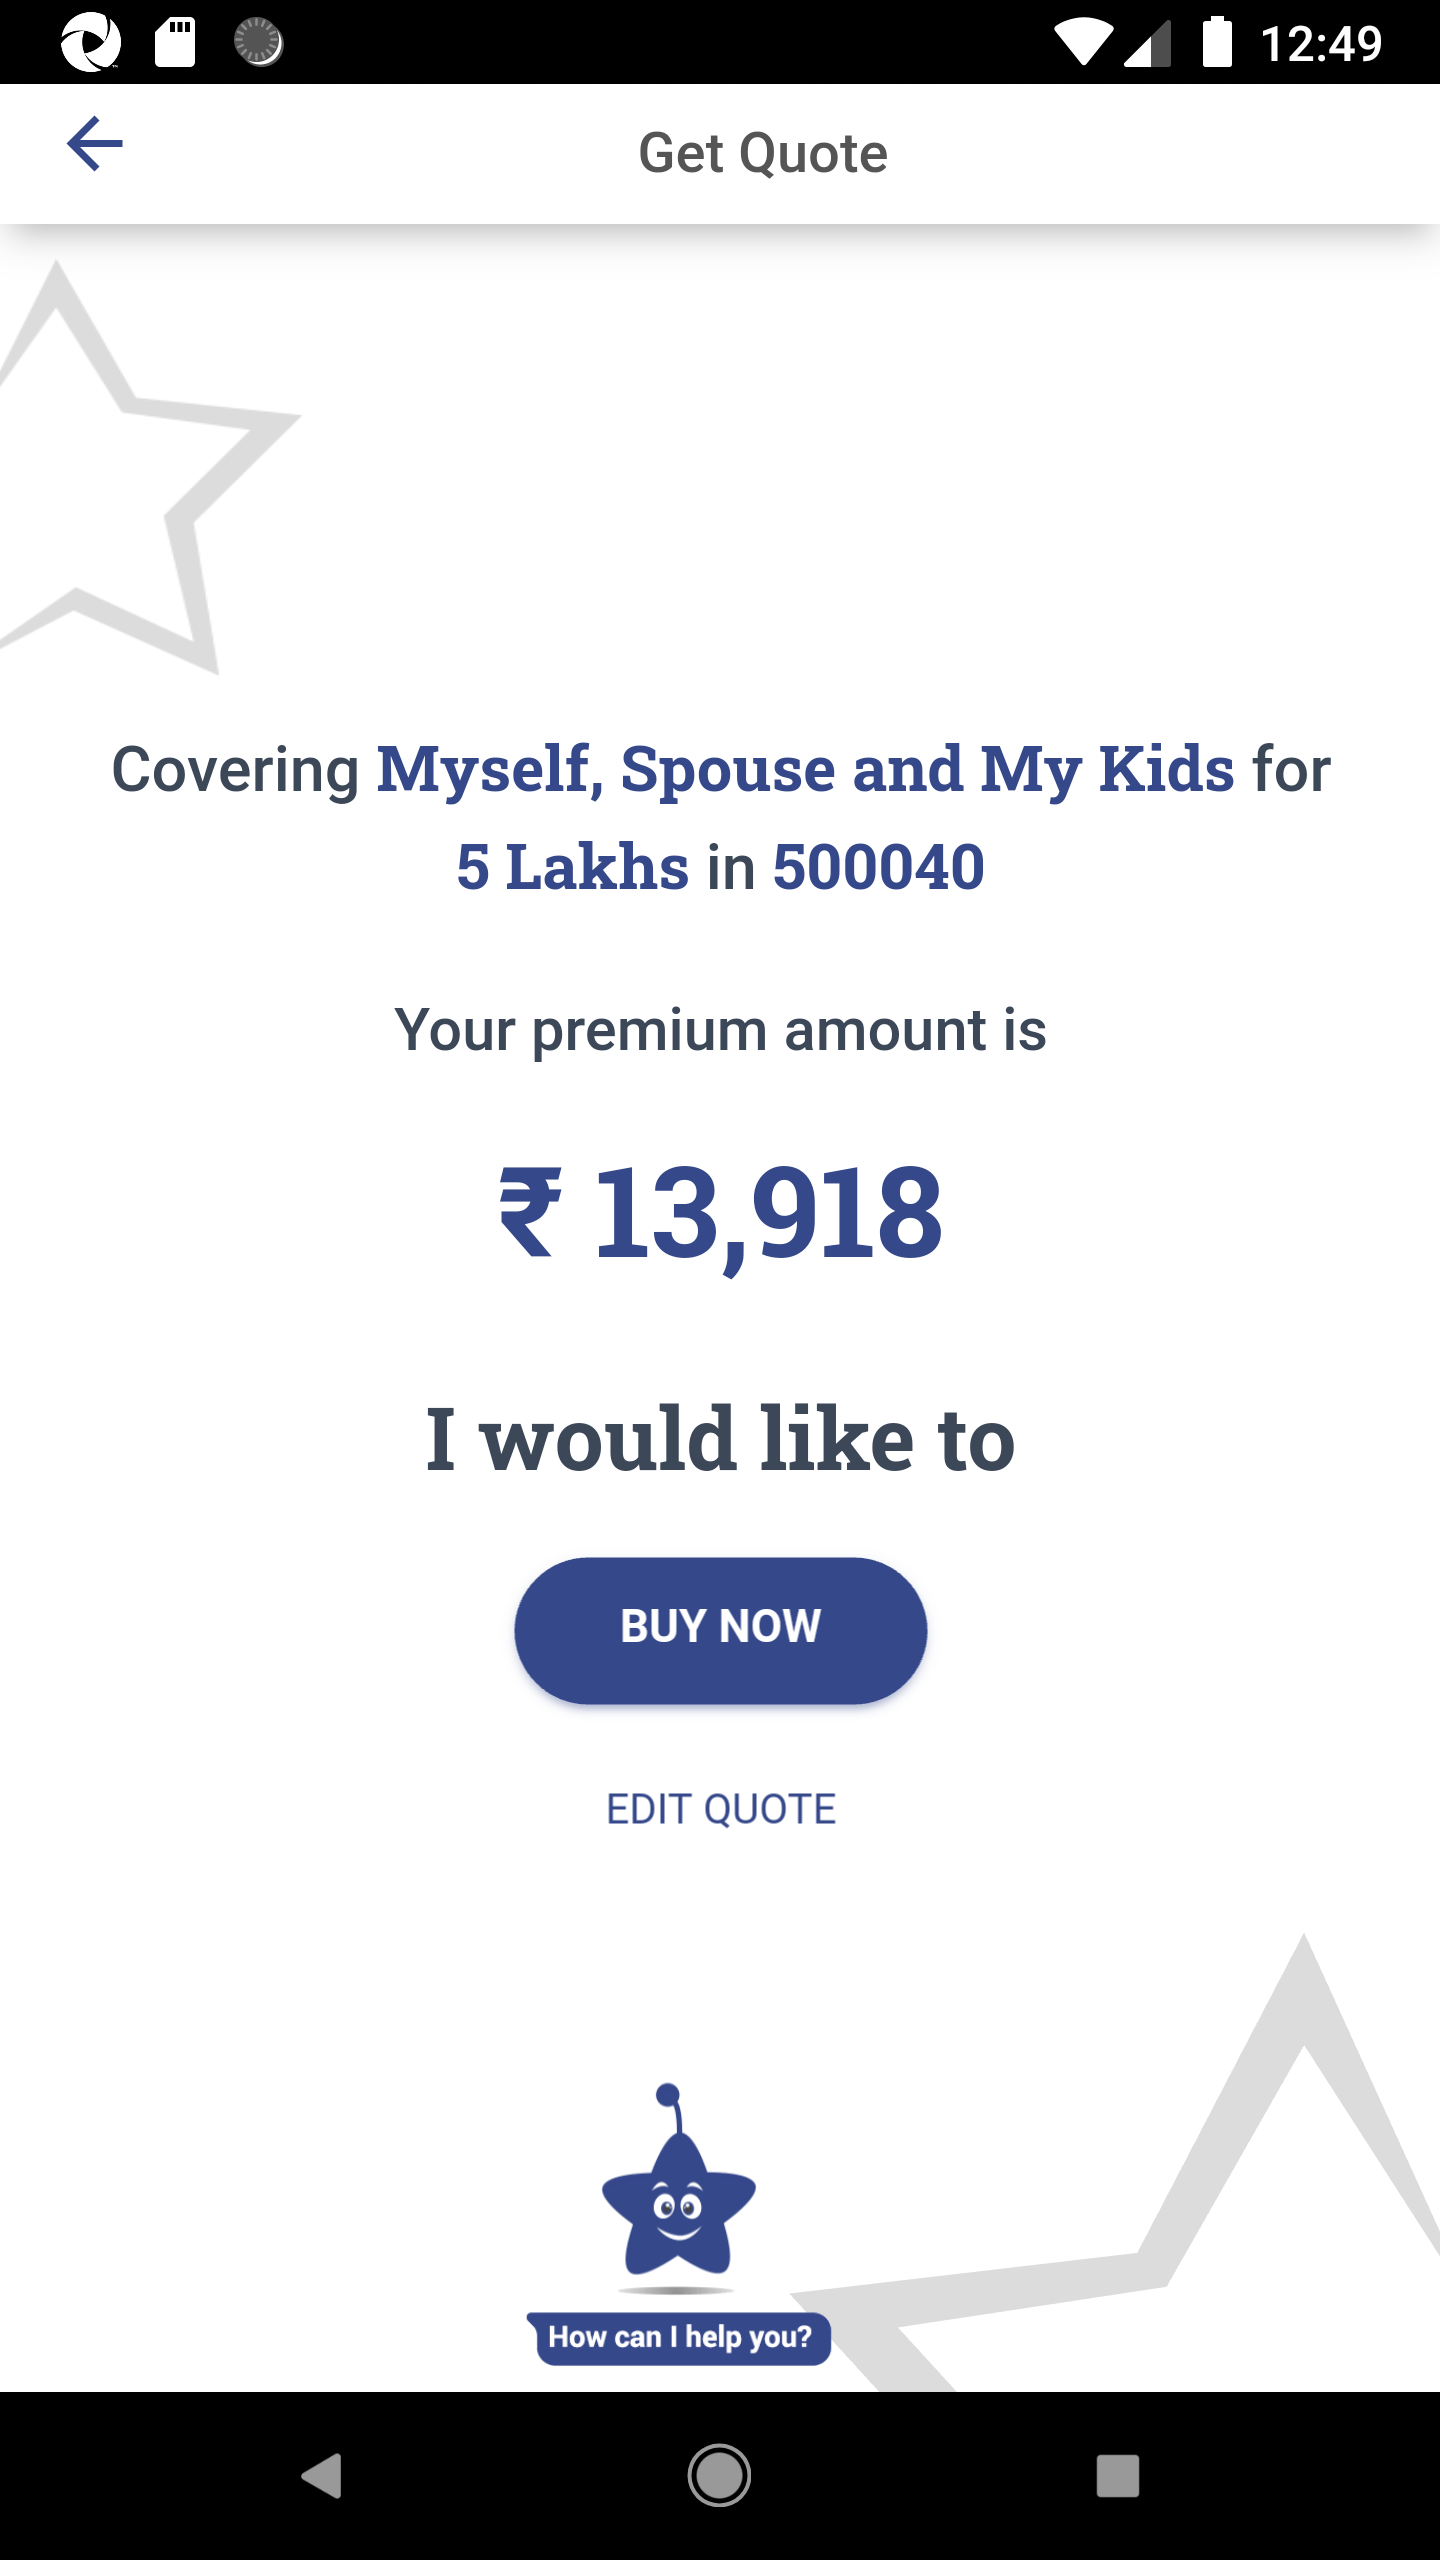 12:49
Get Quote
Covering Myself, Spouse and My Kids for
5 Lakhs in 500040
Your premium amount is
₹ 13,918
I would like to
BUY NOW
EDIT QUOTE
How can I help you?